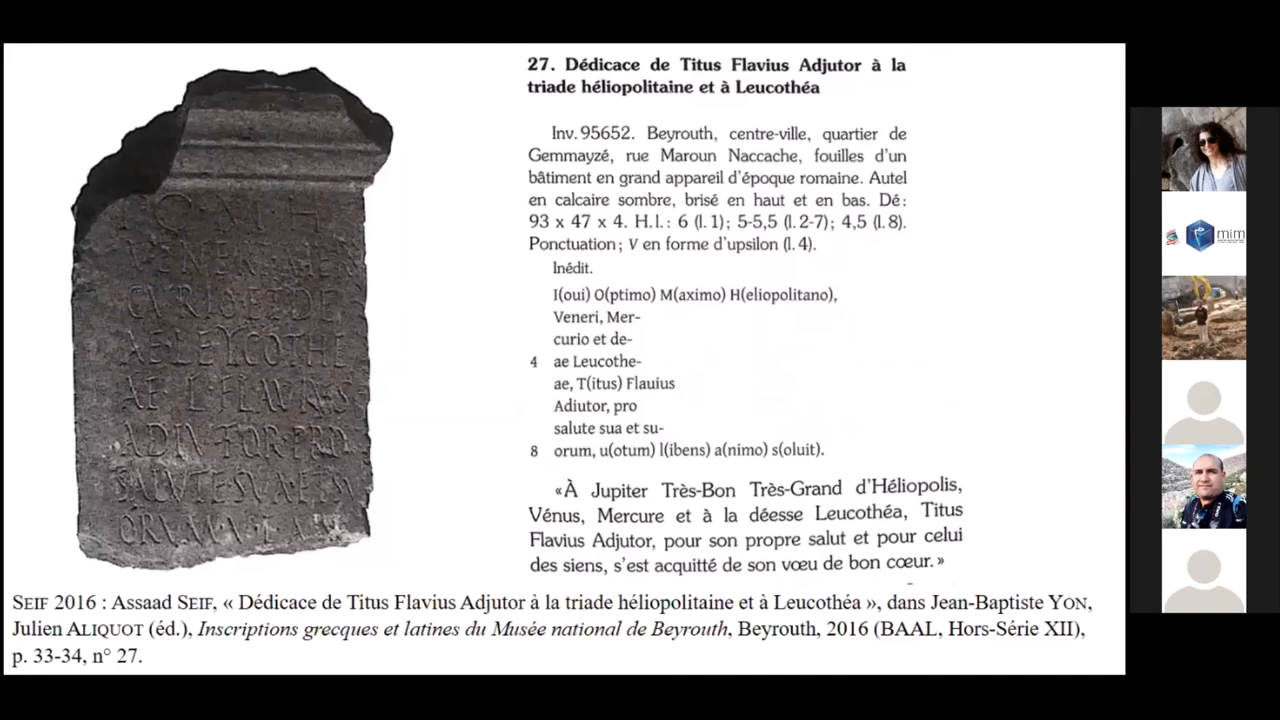 I · O · M · H
VENERI · MER
CVRIO · ET · DE
AE · LEYCOTHE
AE · T · FLAVIVS
ADIVTOR · PRO
SALVTE · SVA · ET · SV
ORVM · V · L · A · S
27. Dédicace de Titus Flavius Adjutor à la
triade héliopolitaine et à Leucothéa
Inv. 95652. Beyrouth, centre-ville, quartier de
Gemmayzé, rue Maroun Naccache, fouilles d’un
bâtiment en grand appareil d’époque romaine. Autel
en calcaire sombre, brisé en haut et en bas. Dé :
93 x 47 x 4. H.l. : 6 (l. 1) ; 5-5,5 (l. 2-7) ; 4,5 (l. 8).
Ponctuation ; V en forme d’upsilon (l. 4).
Inédit.
I(oui) O(ptimo) M(aximo) H(eliopolitano),
Veneri, Mer-
curio et de-
4 ae Leucothe-
ae, T(itus) Flauius
Adiutor, pro
salute sua et su-
8 orum, u(otum) l(ibens) a(nimo) s(oluit).
«À Jupiter Très-Bon Très-Grand d’Héliopolis,
Vénus, Mercure et à la déesse Leucothéa, Titus
Flavius Adjutor, pour son propre salut et pour celui
des siens, s’est acquitté de son vœu de bon cœur.»
SEIF 2016 : Assaad SEIF, « Dédicace de Titus Flavius Adjutor à la triade héliopolitaine et à Leucothéa », dans Jean-Baptiste YON,
Julien ALIQUOT (éd.), Inscriptions grecques et latines du Musée national de Beyrouth, Beyrouth, 2016 (BAAL, Hors-Série XII),
p. 33-34, n° 27.
mim